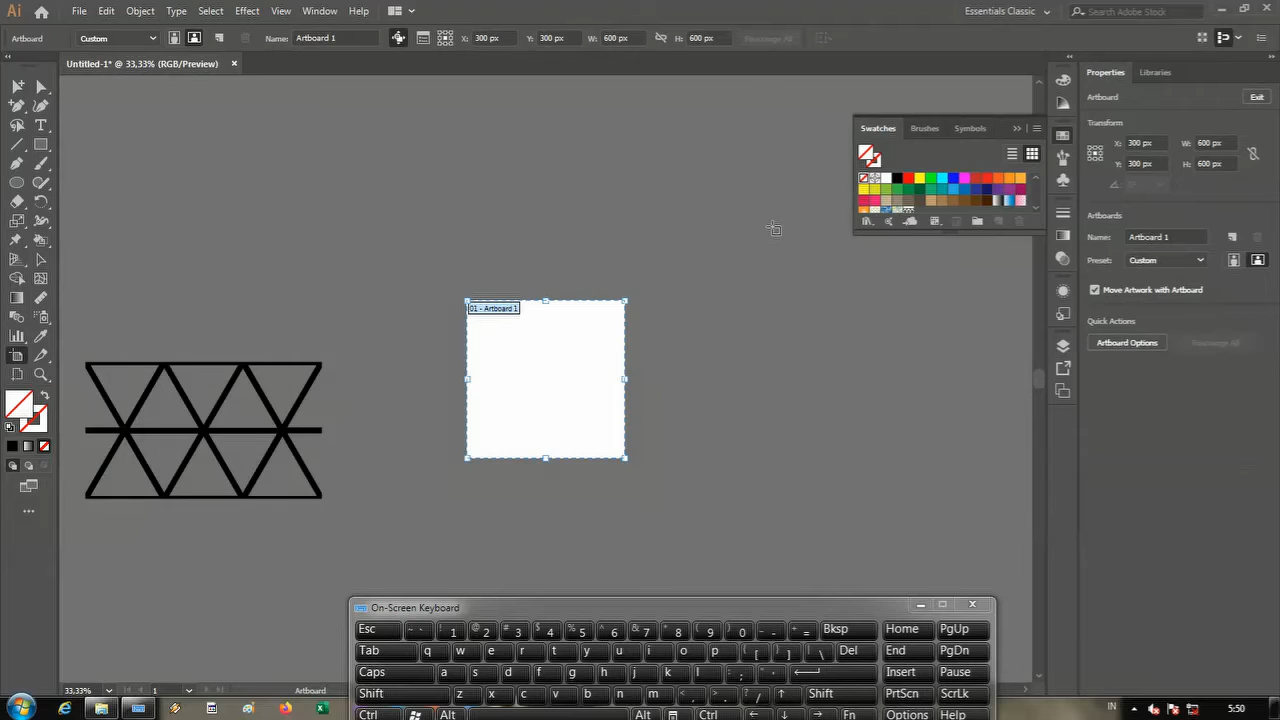 Ai File Edit Object Type Select Effect View Window Help Essentials Classic Search Adobe Stock
Artboard Custom Name: Artboard 1 X: 300 px Y: 300 px W: 600 px H: 600 px Rearrange All
Untitled-1* @ 33,33% (RGB/Preview) ×
Properties Libraries
Artboard Exit
Transform
X: 300 px W: 600 px
Y: 300 px H: 600 px
Artboards
Name: Artboard 1
Preset: Custom
Move Artwork with Artboard
Quick Actions
Artboard Options Rearrange All
Swatches Brushes Symbols
01 - Artboard 1
33,33% 1 Artboard
On-Screen Keyboard
Esc ~ ` ! 1 @ 2 # 3 $ 4 % 5 ^ 6 & 7 * 8 ( 9 ) 0 _ - + = Bksp Home PgUp
Tab q w e r t y u i o p { [ } ] | \ Del End PgDn
Caps a s d f g h j k l : ; " ' Insert Pause
Shift z x c v b n m < , > . ? / Shift PrtScn ScrLk
Ctrl Alt Alt Ctrl Fn Options Help
IN 5:50